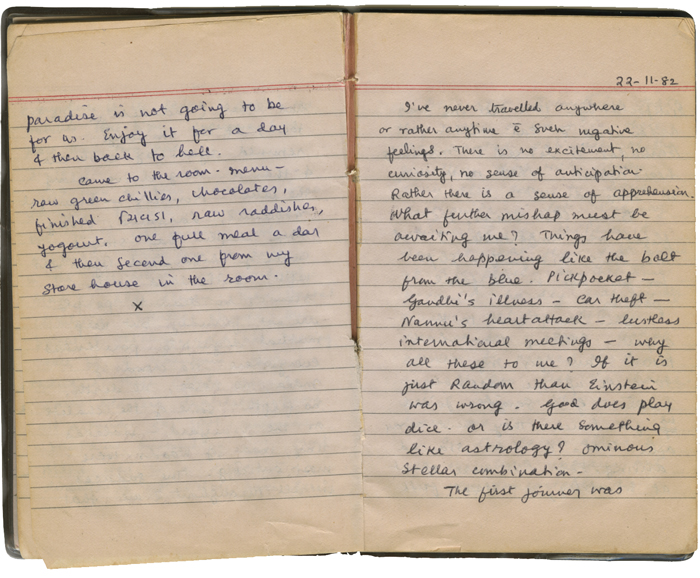 paradise is not going to be
for us. Enjoy it for a day
& then back to hell.
Came to the room. menu —
raw green chillies, chocolates,
finished raw raddishes,
yogourt. one full meal a day
& then second one from my
store house in the room.
x
22-11-82
I've never travelled anywhere
or rather anytime c̄ such negative
feelings. There is no excitement, no
curiosity, no sense of anticipation.
Rather there is a sense of apprehension
What further mishap must be
awaiting me? Things have
been happening like the bolt
from the blue. Pickpocket —
Gandhi's illness — Car theft —
Nannu's heart attack — lustless
international meetings — why
all these to me? If it is
just Random than Einstein
was wrong. Good does play
dice. or is there something
like astrology? ominous
Stellar combination -
The first journey was